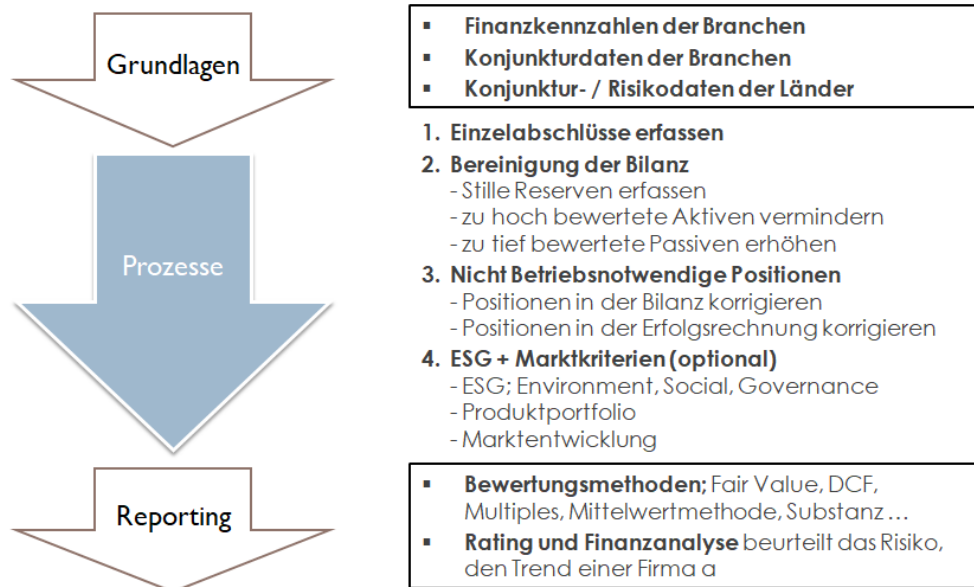 Grundlagen
▪ Finanzkennzahlen der Branchen
▪ Konjunkturdaten der Branchen
▪ Konjunktur- / Risikodaten der Länder
Prozesse
1. Einzelabschlüsse erfassen
2. Bereinigung der Bilanz
- Stille Reserven erfassen
- zu hoch bewertete Aktiven vermindern
- zu tief bewertete Passiven erhöhen
3. Nicht Betriebsnotwendige Positionen
- Positionen in der Bilanz korrigieren
- Positionen in der Erfolgsrechnung korrigieren
4. ESG + Marktkriterien (optional)
- ESG; Environment, Social, Governance
- Produktportfolio
- Marktentwicklung
Reporting
▪ Bewertungsmethoden; Fair Value, DCF,
Multiples, Mittelwertmethode, Substanz ...
▪ Rating und Finanzanalyse beurteilt das Risiko,
den Trend einer Firma a